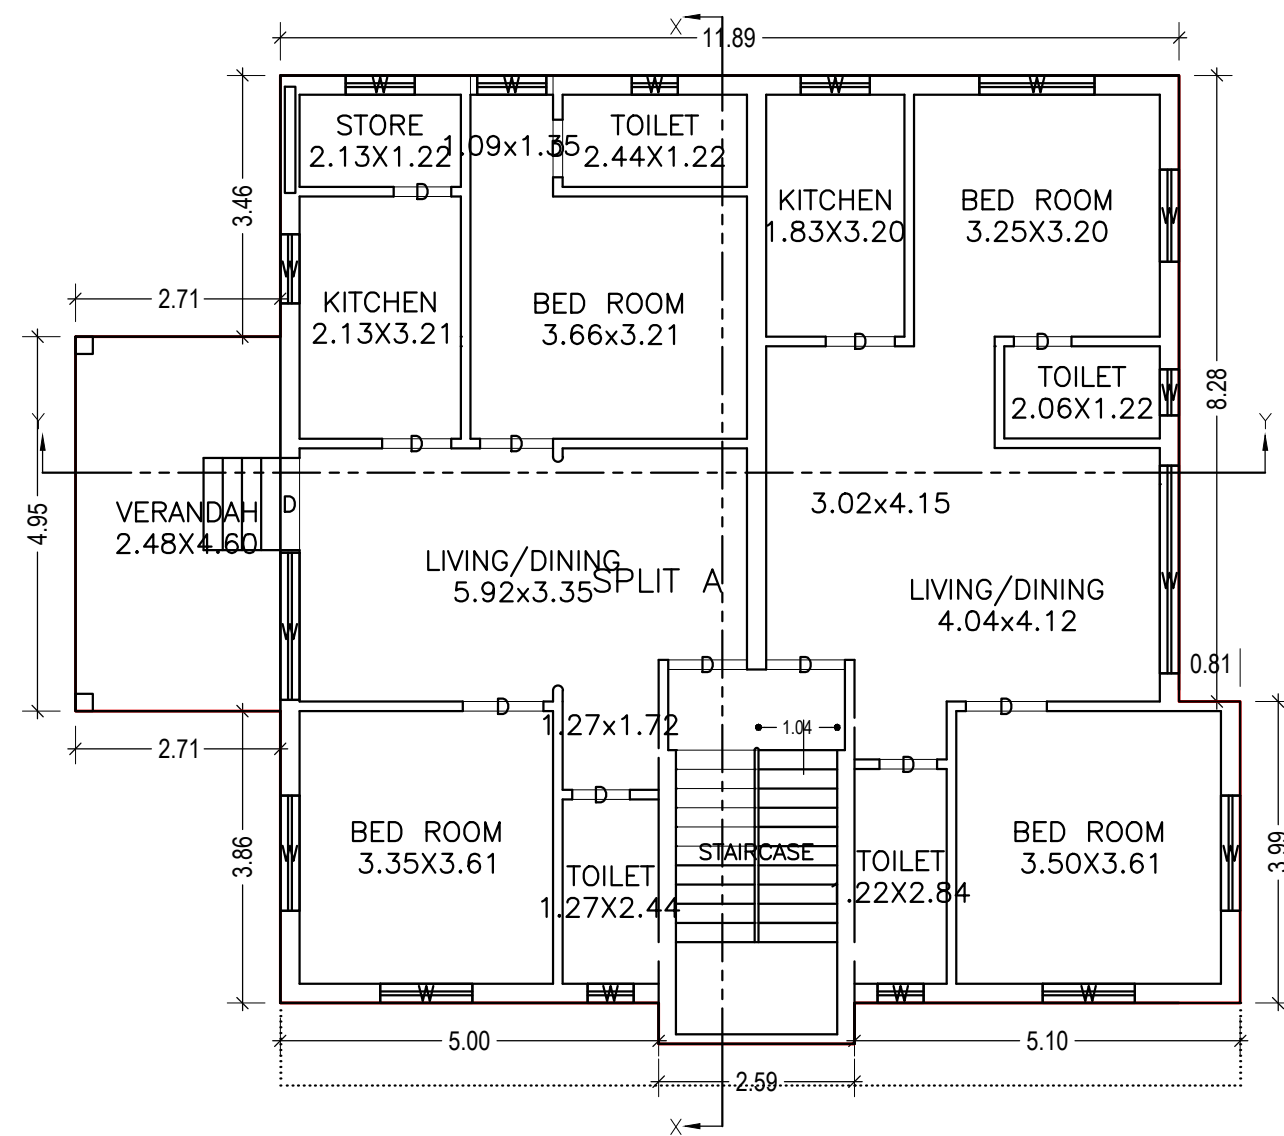 X
11.89
STORE
2.13X1.22
1.09x1.35
TOILET
2.44X1.22
W
W
W
W
W
D
D
3.46
KITCHEN
1.83X3.20
BED ROOM
3.25X3.20
W
W
2.71
KITCHEN
2.13X3.21
BED ROOM
3.66x3.21
D
D
TOILET
2.06X1.22
W
8.28
Y
Y
D
D
4.95
VERANDAH
2.48X4.60
D
3.02x4.15
LIVING/DINING
5.92x3.35
SPLIT A
LIVING/DINING
4.04x4.12
W
W
D
D
0.81
D
1.27x1.72
1.04
D
2.71
D
D
3.86
BED ROOM
3.35X3.61
W
TOILET
1.27X2.44
STAIRCASE
TOILET
.22X2.84
BED ROOM
3.50X3.61
W
3.99
W
W
W
W
5.00
5.10
2.59
X